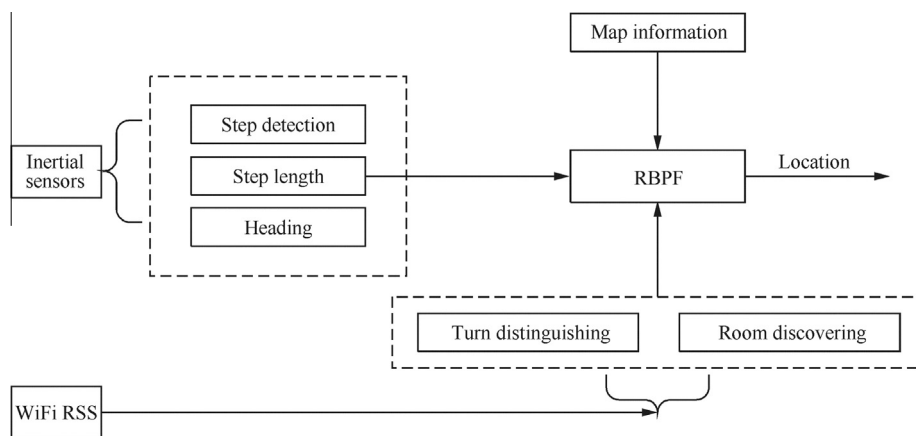 Map information
Step detection
Inertial
sensors
Step length
RBPF
Location
Heading
Turn distinguishing
Room discovering
WiFi RSS